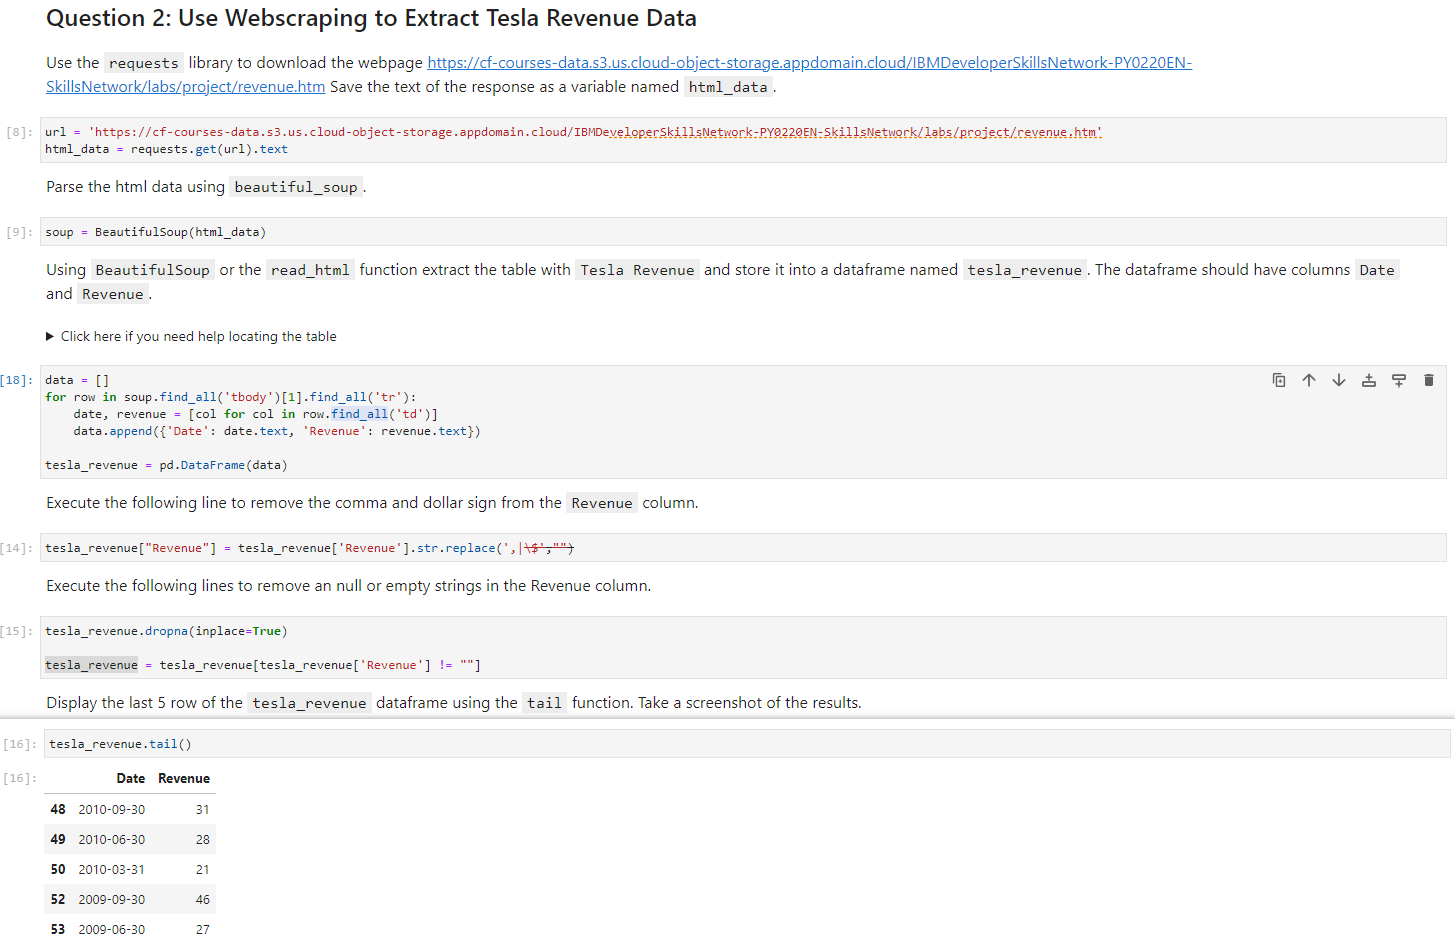 Question 2: Use Webscraping to Extract Tesla Revenue Data
Use the requests library to download the webpage https://cf-courses-data.s3.us.cloud-object-storage.appdomain.cloud/IBMDeveloperSkillsNetwork-PY0220EN-
SkillsNetwork/labs/project/revenue.htm Save the text of the response as a variable named html_data.
[8]: url = 'https://cf-courses-data.s3.us.cloud-object-storage.appdomain.cloud/IBMDeveloperSkillsNetwork-PY0220EN-SkillsNetwork/labs/project/revenue.htm'
html_data = requests.get(url).text
Parse the html data using beautiful_soup.
[9]: soup = BeautifulSoup(html_data)
Using BeautifulSoup or the read_html function extract the table with Tesla Revenue and store it into a dataframe named tesla_revenue. The dataframe should have columns Date
and Revenue.
▶ Click here if you need help locating the table
[18]: data = []
for row in soup.find_all('tbody')[1].find_all('tr'):
    date, revenue = [col for col in row.find_all('td')]
    data.append({'Date': date.text, 'Revenue': revenue.text})
tesla_revenue = pd.DataFrame(data)
Execute the following line to remove the comma and dollar sign from the Revenue column.
[14]: tesla_revenue["Revenue"] = tesla_revenue['Revenue'].str.replace(',|\$',"")
Execute the following lines to remove an null or empty strings in the Revenue column.
[15]: tesla_revenue.dropna(inplace=True)
tesla_revenue = tesla_revenue[tesla_revenue['Revenue'] != ""]
Display the last 5 row of the tesla_revenue dataframe using the tail function. Take a screenshot of the results.
[16]: tesla_revenue.tail()
[16]: Date Revenue
48 2010-09-30 31
49 2010-06-30 28
50 2010-03-31 21
52 2009-09-30 46
53 2009-06-30 27